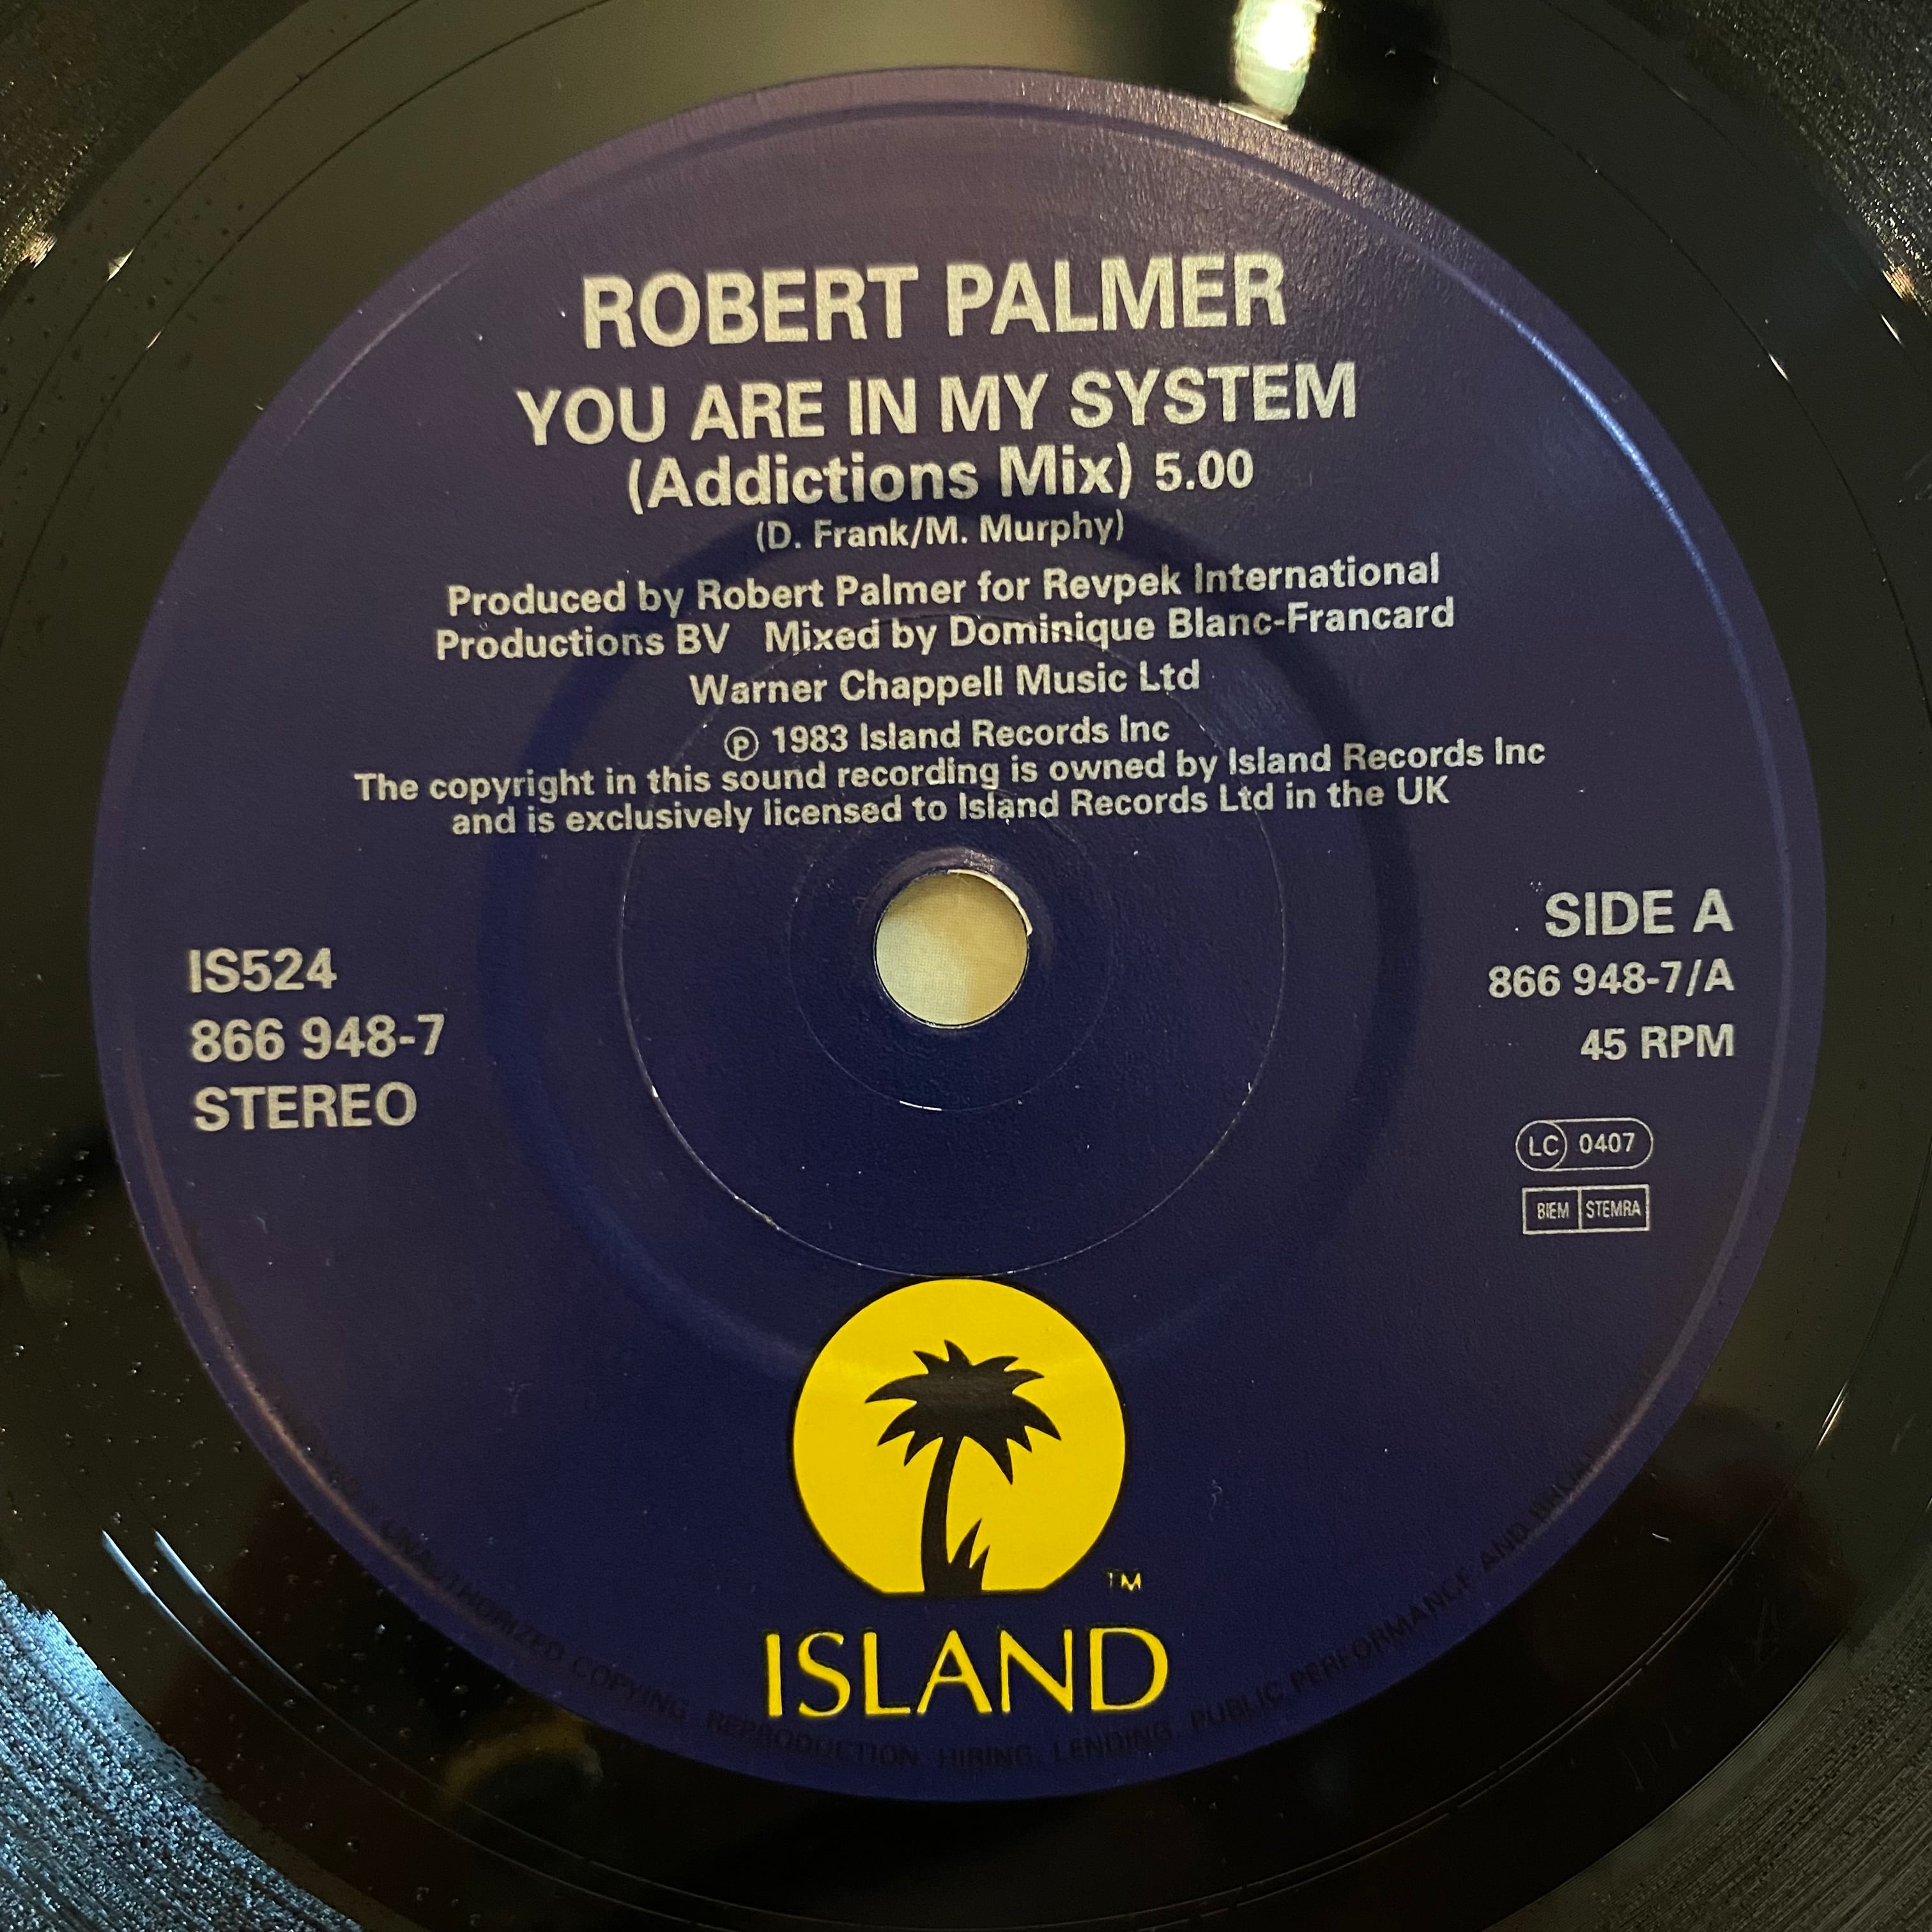 ROBERT PALMER
YOU ARE IN MY SYSTEM
(Addictions Mix) 5.00
(D. Frank/M. Murphy)
Produced by Robert Palmer for Revpek International
Productions BV Mixed by Dominique Blanc-Francard
Warner Chappell Music Ltd
Ⓟ 1983 Island Records Inc
The copyright in this sound recording is owned by Island Records Inc
and is exclusively licensed to Island Records Ltd in the UK
IS524
866 948-7
STEREO
SIDE A
866 948-7/A
45 RPM
LC 0407
BIEM STEMRA
TM
ISLAND
UNAUTHORIZED COPYING REPRODUCTION HIRING, LENDING, PUBLIC PERFORMANCE AND